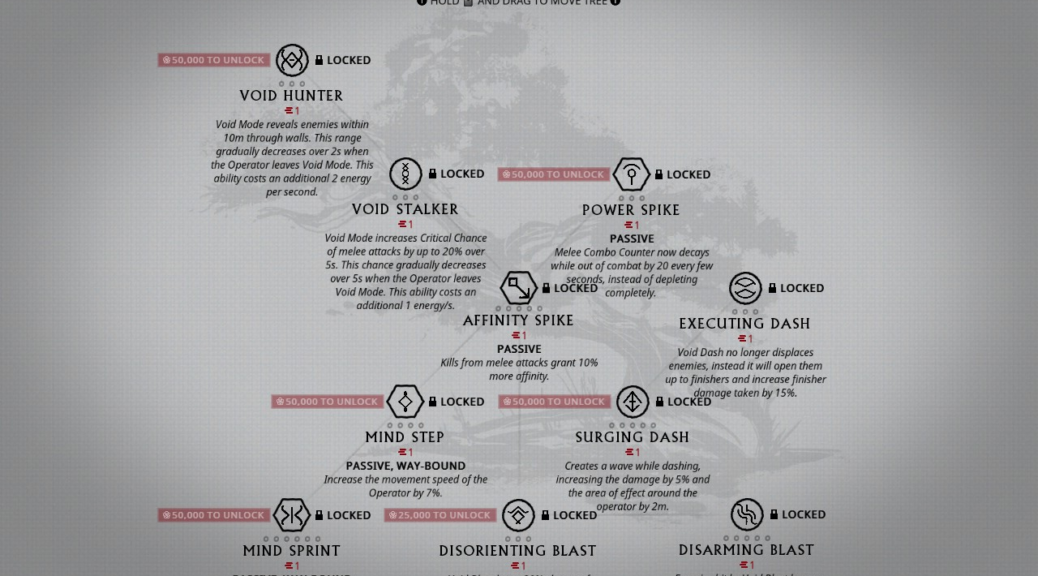 HOLD AND DRAG TO MOVE TREE
50,000 TO UNLOCK LOCKED
VOID HUNTER
1
Void Mode reveals enemies within
10m through walls. This range
gradually decreases over 2s when
the Operator leaves Void Mode. This
ability costs an additional 2 energy
per second.
LOCKED
VOID STALKER
1
Void Mode increases Critical Chance
of melee attacks by up to 20% over
5s. This chance gradually decreases
over 5s when the Operator leaves
Void Mode. This ability costs an
additional 1 energy/s.
50,000 TO UNLOCK LOCKED
POWER SPIKE
1
PASSIVE
Melee Combo Counter now decays
while out of combat by 20 every few
seconds, instead of depleting
completely.
LOCKED
AFFINITY SPIKE
1
PASSIVE
Kills from melee attacks grant 10%
more affinity.
LOCKED
EXECUTING DASH
1
Void Dash no longer displaces
enemies, instead it will open them
up to finishers and increase finisher
damage taken by 15%.
50,000 TO UNLOCK LOCKED
MIND STEP
1
PASSIVE, WAY-BOUND
Increase the movement speed of the
Operator by 7%.
50,000 TO UNLOCK LOCKED
SURGING DASH
1
Creates a wave while dashing,
increasing the damage by 5% and
the area of effect around the
operator by 2m.
50,000 TO UNLOCK LOCKED
MIND SPRINT
1
25,000 TO UNLOCK LOCKED
DISORIENTING BLAST
1
LOCKED
DISARMING BLAST
1